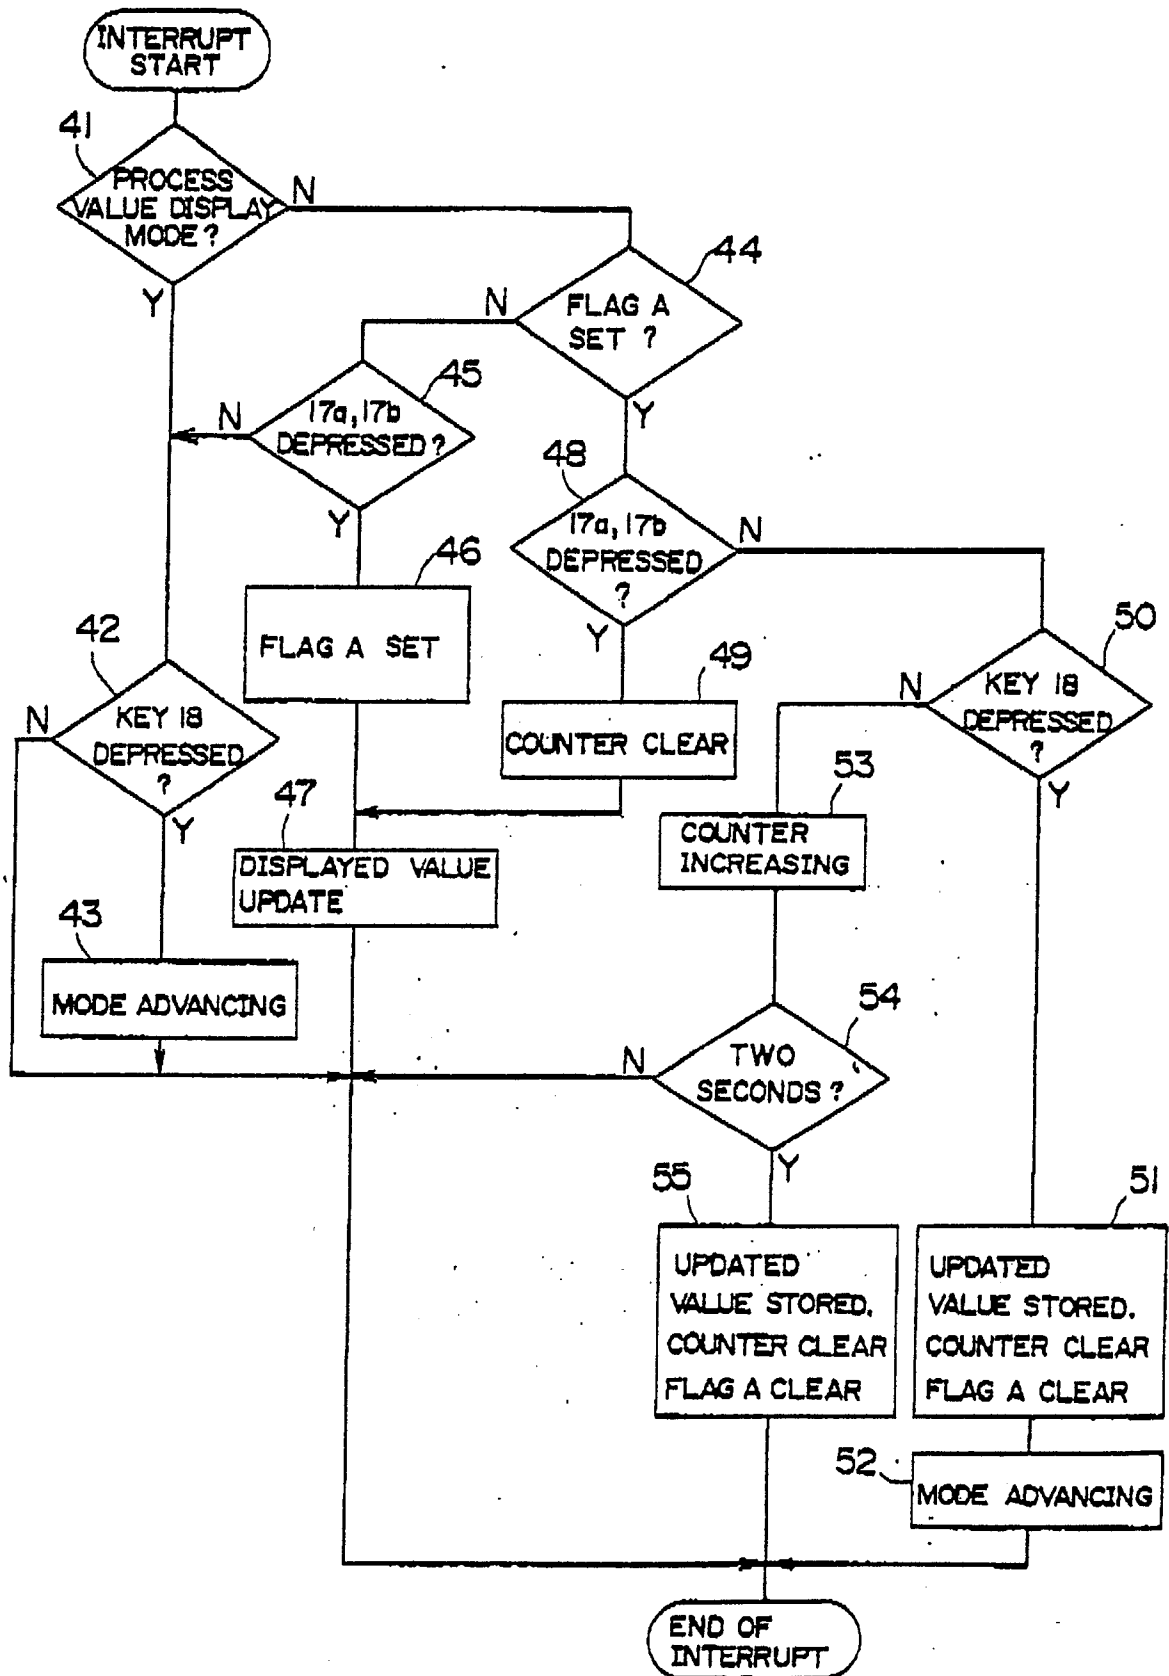 INTERRUPT
START
41
PROCESS
VALUE DISPLAY
MODE?
N
Y
44
FLAG A
SET ?
N
Y
45
17a, 17b
DEPRESSED?
N
Y
48
17a, 17b
DEPRESSED
?
N
Y
46
FLAG A SET
42
KEY 18
DEPRESSED
?
N
Y
49
COUNTER CLEAR
50
KEY 18
DEPRESSED
?
N
Y
47
DISPLAYED VALUE
UPDATE
53
COUNTER
INCREASING
43
MODE ADVANCING
54
TWO
SECONDS?
N
Y
55
UPDATED
VALUE STORED.
COUNTER CLEAR
FLAG A CLEAR
51
UPDATED
VALUE STORED.
COUNTER CLEAR
FLAG A CLEAR
52
MODE ADVANCING
END OF
INTERRUPT